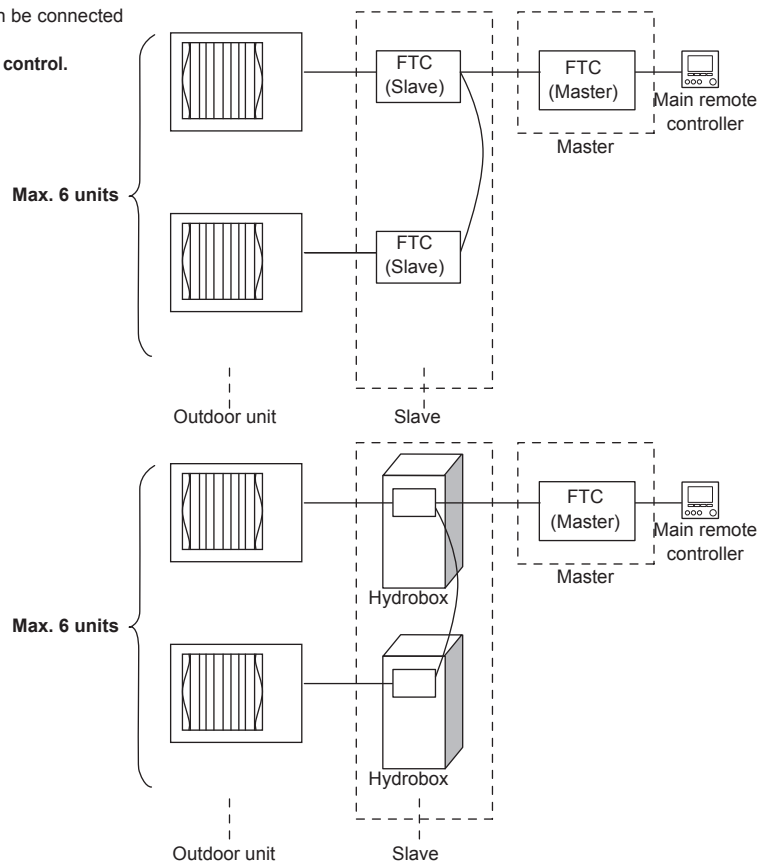 be connected
control.
FTC
(Slave)
FTC
(Master)
Main remote
controller
Master
Max. 6 units
FTC
(Slave)
Outdoor unit
Slave
FTC
(Master)
Main remote
controller
Master
Hydrobox
Max. 6 units
Hydrobox
Outdoor unit
Slave